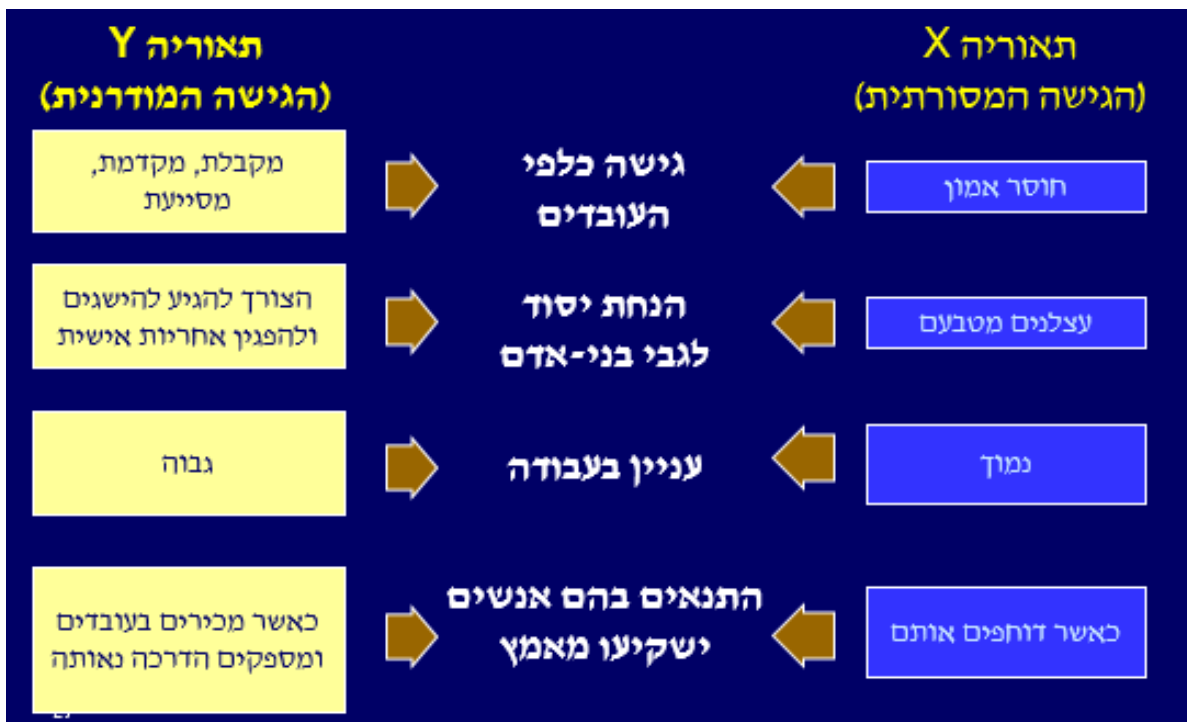 תאוריה X
(הגישה המסורתית)
תאוריה Y
(הגישה המודרנית)
חוסר אמון
גישה כלפי
העובדים
מקבלת, מקדמת,
מסייעת
עצלנים מטבעם
הנחת יסוד
לגבי בני-אדם
הצורך להגיע להישגים
ולהפגין אחריות אישית
נמוך
עניין בעבודה
גבוה
כאשר דוחפים אותם
התנאים בהם אנשים
ישקיעו מאמץ
כאשר מכירים בעובדים
ומספקים הדרכה נאותה